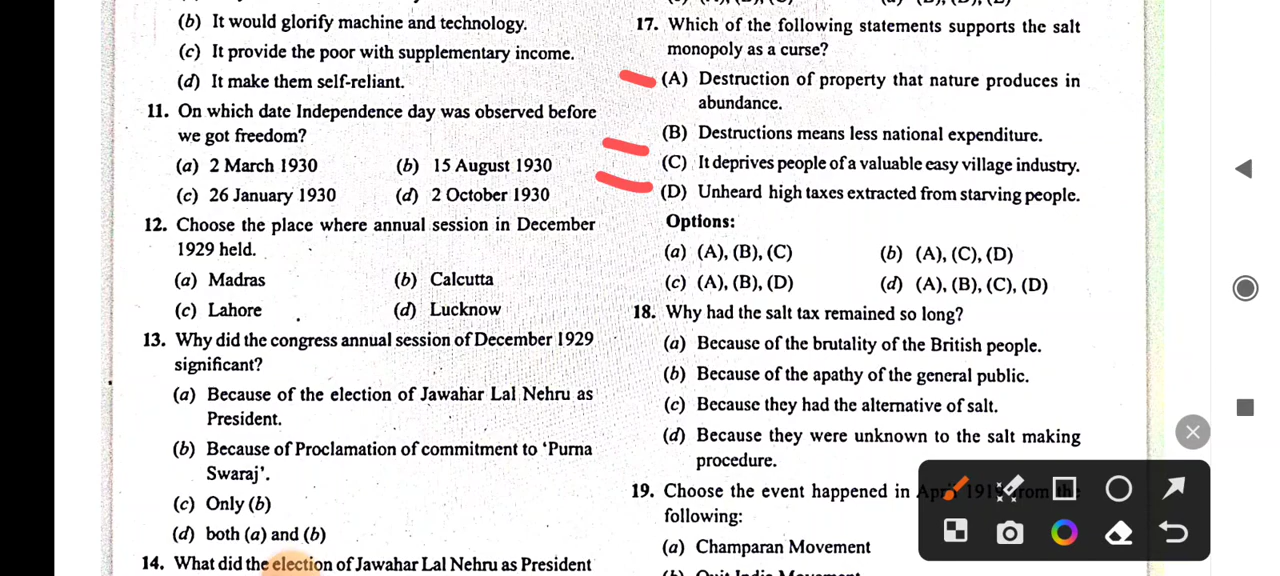 (b) It would glorify machine and technology.
(c) It provide the poor with supplementary income.
(d) It make them self-reliant.
11. On which date Independence day was observed before
we got freedom?
(a) 2 March 1930 (b) 15 August 1930
(c) 26 January 1930 (d) 2 October 1930
12. Choose the place where annual session in December
1929 held.
(a) Madras (b) Calcutta
(c) Lahore (d) Lucknow
13. Why did the congress annual session of December 1929
significant?
(a) Because of the election of Jawahar Lal Nehru as
President.
(b) Because of Proclamation of commitment to 'Purna
Swaraj'.
(c) Only (b)
(d) both (a) and (b)
14. What did the election of Jawahar Lal Nehru as President
17. Which of the following statements supports the salt
monopoly as a curse?
(A) Destruction of property that nature produces in
abundance.
(B) Destructions means less national expenditure.
(C) It deprives people of a valuable easy village industry.
(D) Unheard high taxes extracted from starving people.
Options:
(a) (A), (B), (C) (b) (A), (C), (D)
(c) (A), (B), (D) (d) (A), (B), (C), (D)
18. Why had the salt tax remained so long?
(a) Because of the brutality of the British people.
(b) Because of the apathy of the general public.
(c) Because they had the alternative of salt.
(d) Because they were unknown to the salt making
procedure.
19. Choose the event happened in April 191 from the
following:
(a) Champaran Movement
(b) Quit India Movement